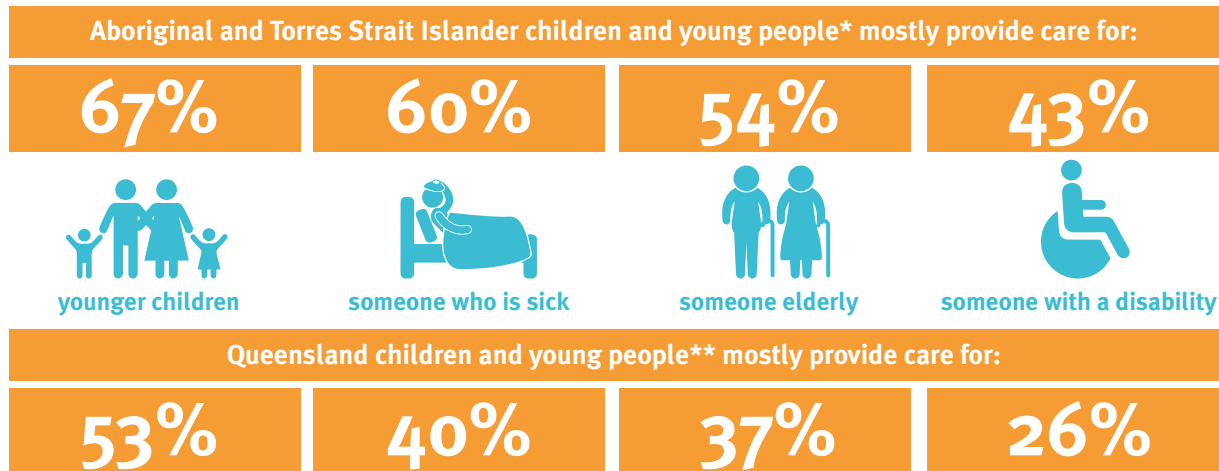 Aboriginal and Torres Strait Islander children and young people* mostly provide care for:
67% 60% 54% 43%
younger children someone who is sick someone elderly someone with a disability
Queensland children and young people** mostly provide care for:
53% 40% 37% 26%